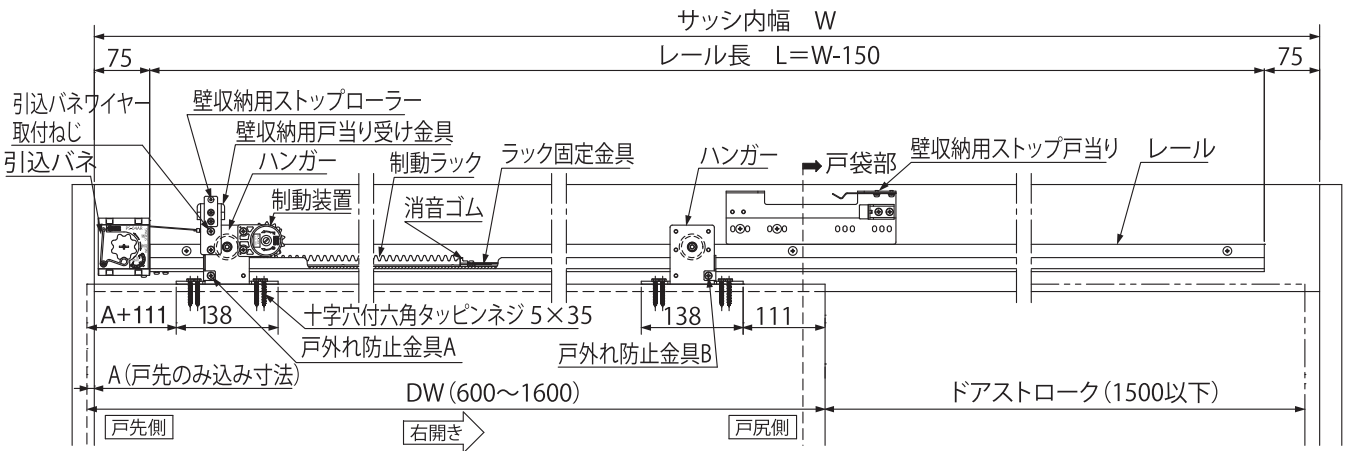 サッシ内幕 W
75
レール長 L=W-150
75
引込バネワイヤー
取付ねじ
引込バネ
壁収納用ストップローラー
壁収納用戸当り受け金具
ハンガー
制動装置
制動ラック
消音ゴム
ラック固定金具
ハンガー
戸袋部
壁収納用ストップ戸当り
レール
A+111
138
十字穴付六角タッピンネジ 5×35
戸外れ防止金具A
138
111
戸外れ防止金具B
A(戸先のみ込み寸法)
DW(600~1600)
ドアストローク(1500以下)
戸先側
右開き
戸尻側